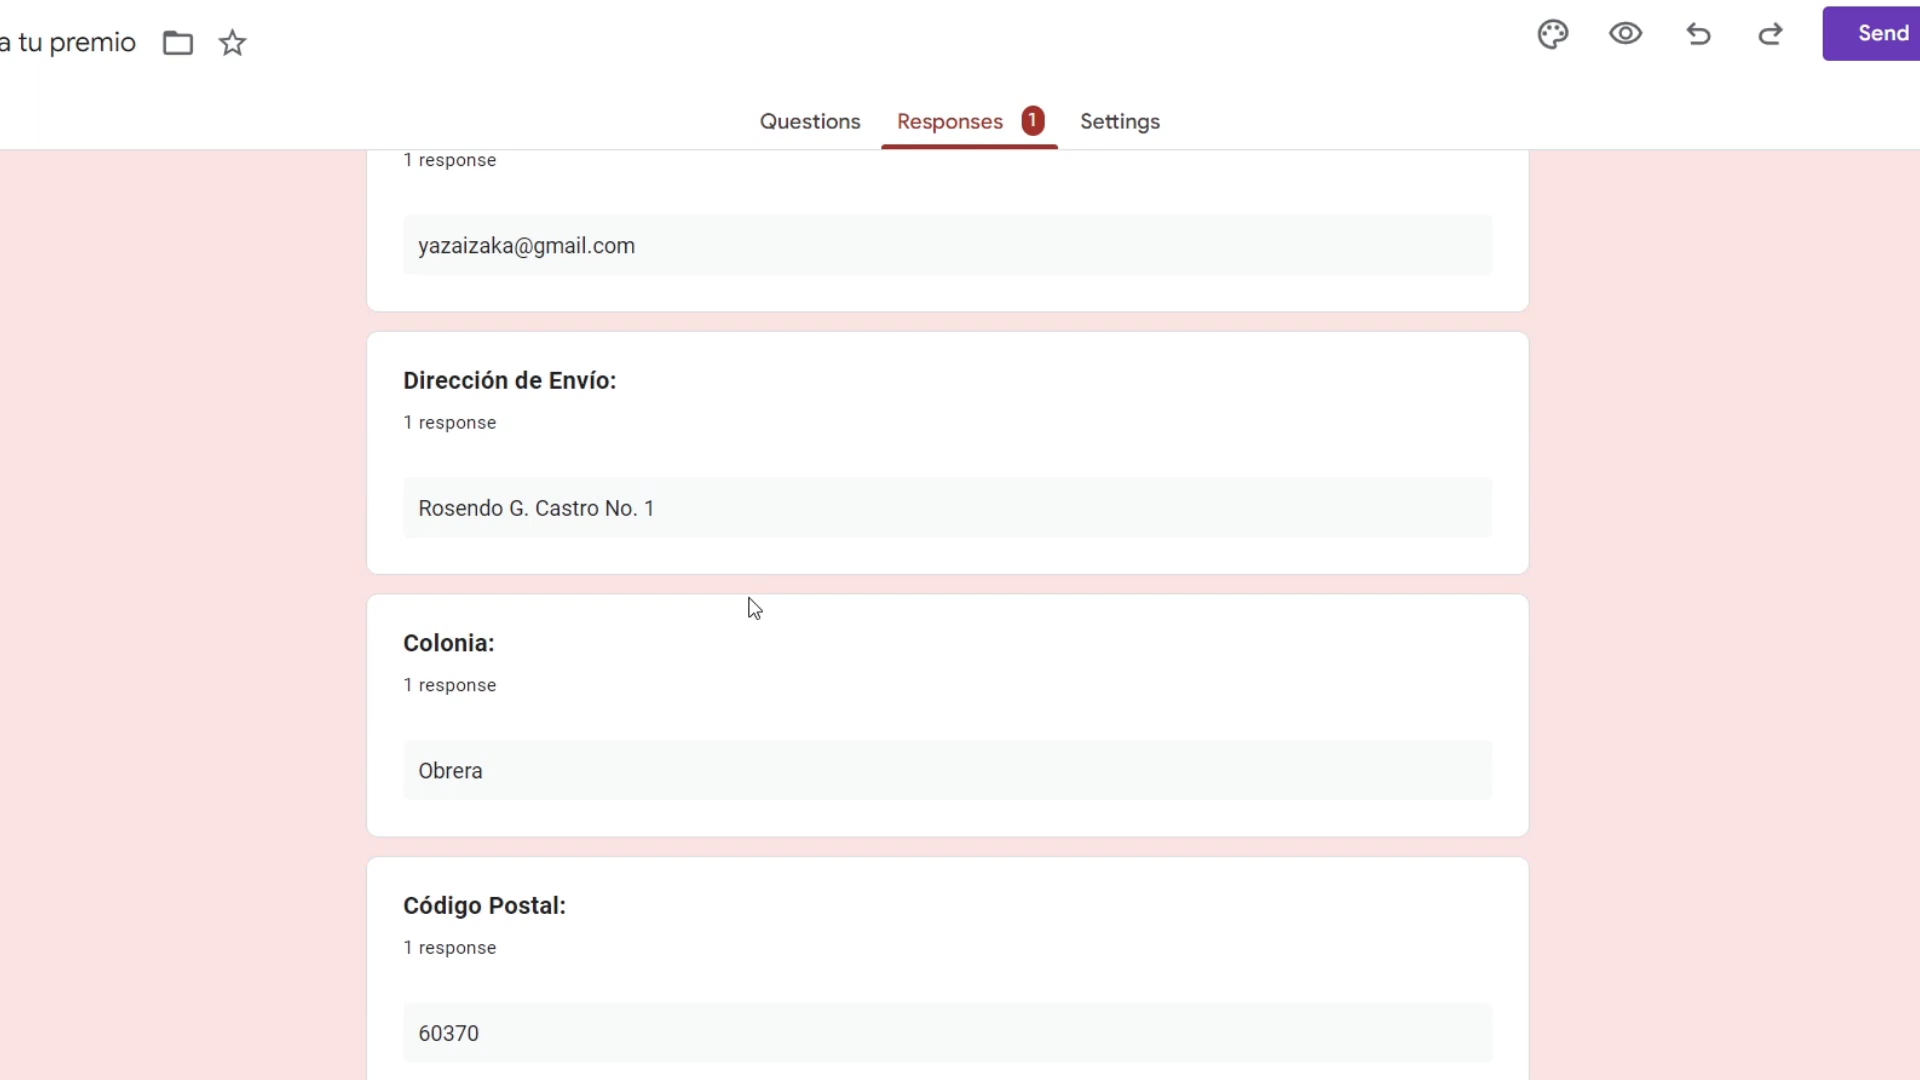 a tu premio
Send
Questions
Responses 1
Settings
1 response
yazaizaka@gmail.com
Dirección de Envío:
1 response
Rosendo G. Castro No. 1
Colonia:
1 response
Obrera
Código Postal:
1 response
60370